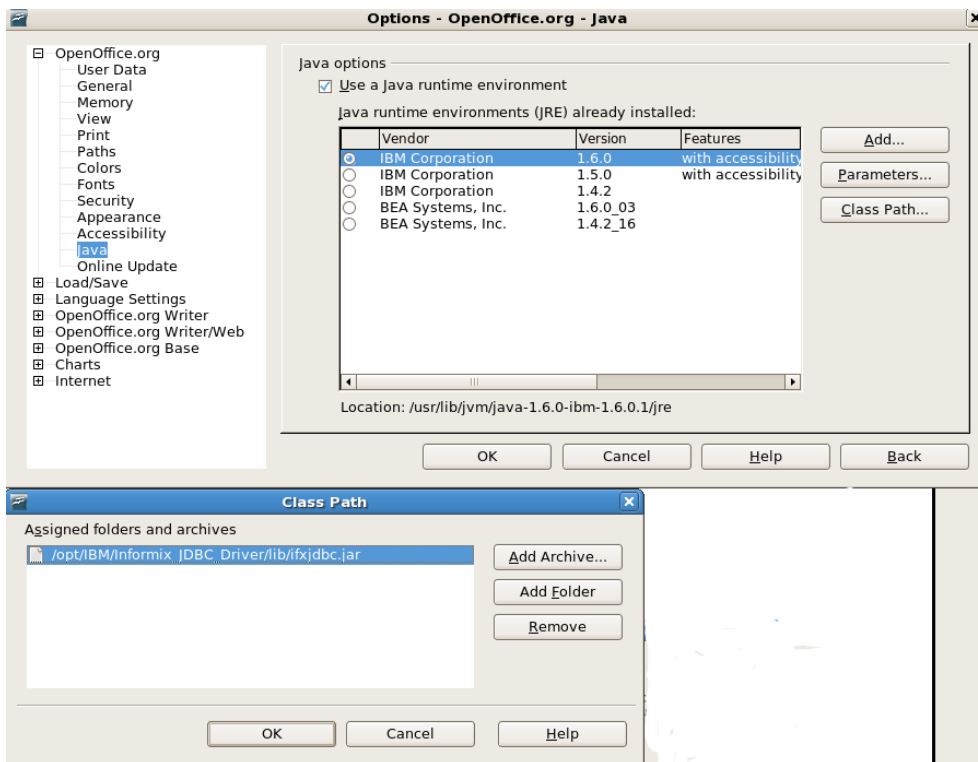 Options - OpenOffice.org - Java
OpenOffice.org
User Data
General
Memory
View
Print
Paths
Colors
Fonts
Security
Appearance
Accessibility
Java
Online Update
Load/Save
Language Settings
OpenOffice.org Writer
OpenOffice.org Writer/Web
OpenOffice.org Base
Charts
Internet
Java options
Use a Java runtime environment
Java runtime environments (JRE) already installed:
Vendor Version Features
IBM Corporation 1.6.0 with accessibility
IBM Corporation 1.5.0 with accessibility
IBM Corporation 1.4.2
BEA Systems, Inc. 1.6.0_03
BEA Systems, Inc. 1.4.2_16
Add...
Parameters...
Class Path...
Location: /usr/lib/jvm/java-1.6.0-ibm-1.6.0.1/jre
OK Cancel Help Back
Class Path
Assigned folders and archives
/opt/IBM/Informix_JDBC_Driver/lib/ifxjdbc.jar
Add Archive...
Add Folder
Remove
OK Cancel Help